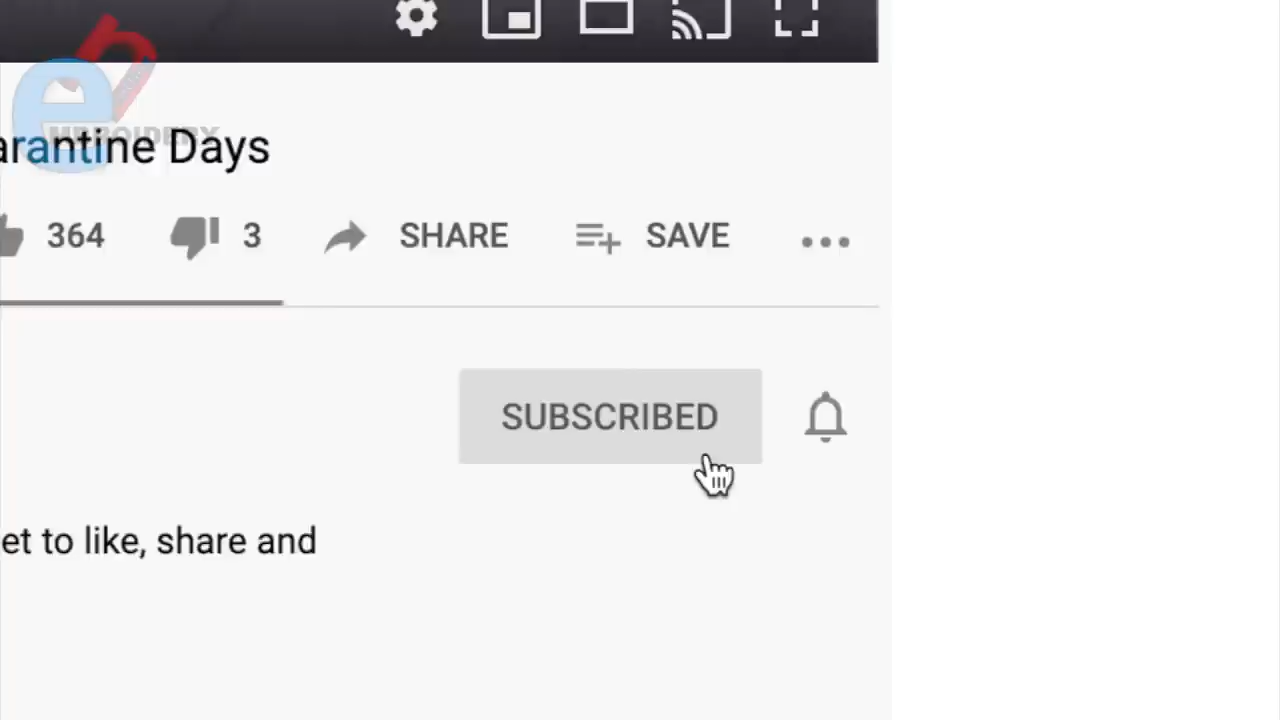 arantine Days
364 3 SHARE SAVE
SUBSCRIBED
et to like, share and